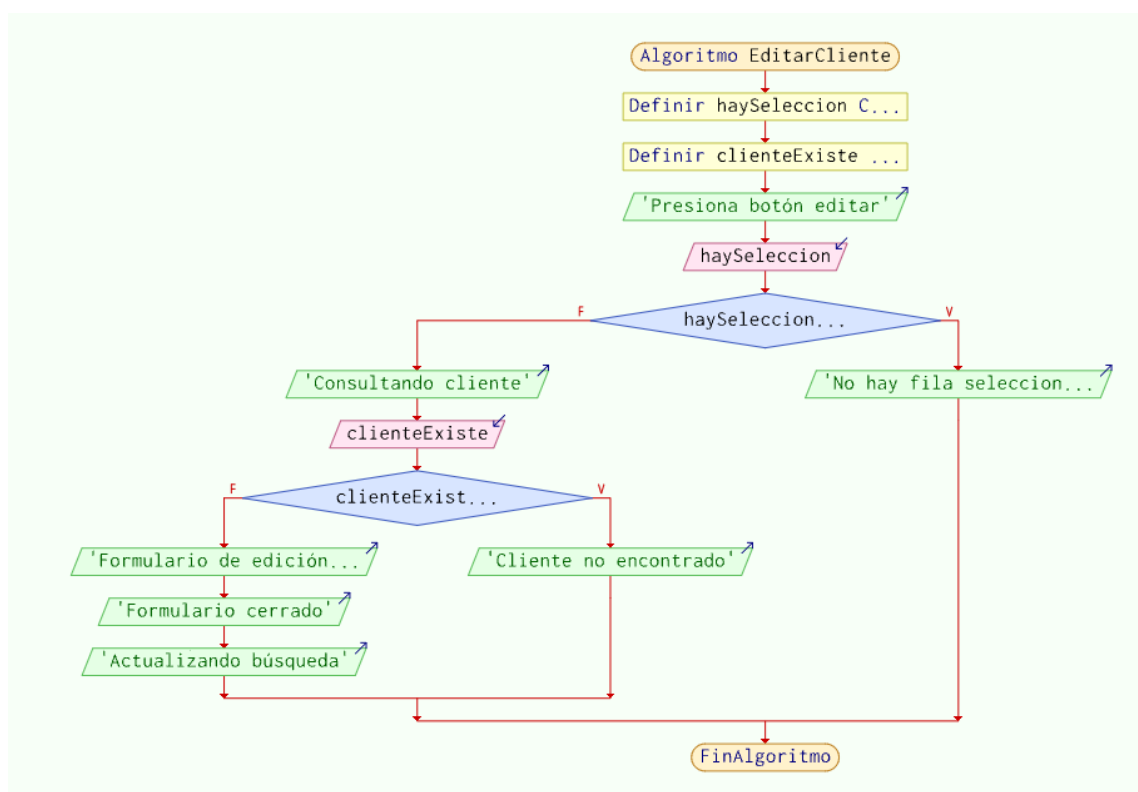 Algoritmo EditarCliente
Definir haySeleccion C...
Definir clienteExiste ...
'Presiona botón editar'
haySeleccion
haySeleccion...
F
V
'Consultando cliente'
'No hay fila seleccion...
clienteExiste
clienteExist...
F
V
'Formulario de edición...
'Cliente no encontrado'
'Formulario cerrado'
'Actualizando búsqueda'
FinAlgoritmo